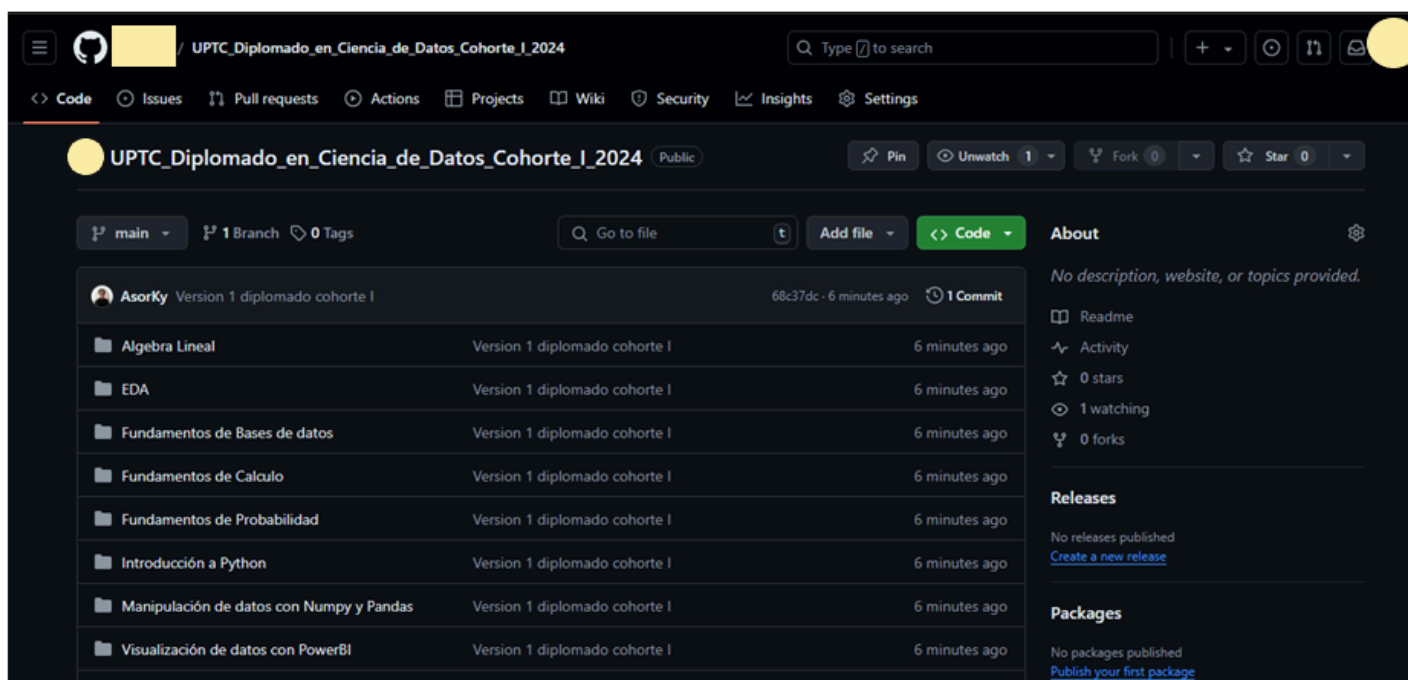 / UPTC_Diplomado_en_Ciencia_de_Datos_Cohorte_I_2024 Type / to search
Code Issues Pull requests Actions Projects Wiki Security Insights Settings
UPTC_Diplomado_en_Ciencia_de_Datos_Cohorte_I_2024 Public Pin Unwatch 1 Fork 0 Star 0
main 1 Branch 0 Tags Go to file t Add file Code About
No description, website, or topics provided.
AsorKy Version 1 diplomado cohorte I 68c37dc · 6 minutes ago 1 Commit
Readme
Algebra Lineal Version 1 diplomado cohorte I 6 minutes ago
Activity
0 stars
EDA Version 1 diplomado cohorte I 6 minutes ago
1 watching
Fundamentos de Bases de datos Version 1 diplomado cohorte I 6 minutes ago
0 forks
Fundamentos de Calculo Version 1 diplomado cohorte I 6 minutes ago
Releases
Fundamentos de Probabilidad Version 1 diplomado cohorte I 6 minutes ago
No releases published
Create a new release
Introducción a Python Version 1 diplomado cohorte I 6 minutes ago
Manipulación de datos con Numpy y Pandas Version 1 diplomado cohorte I 6 minutes ago
Packages
Visualización de datos con PowerBI Version 1 diplomado cohorte I 6 minutes ago
No packages published
Publish your first package